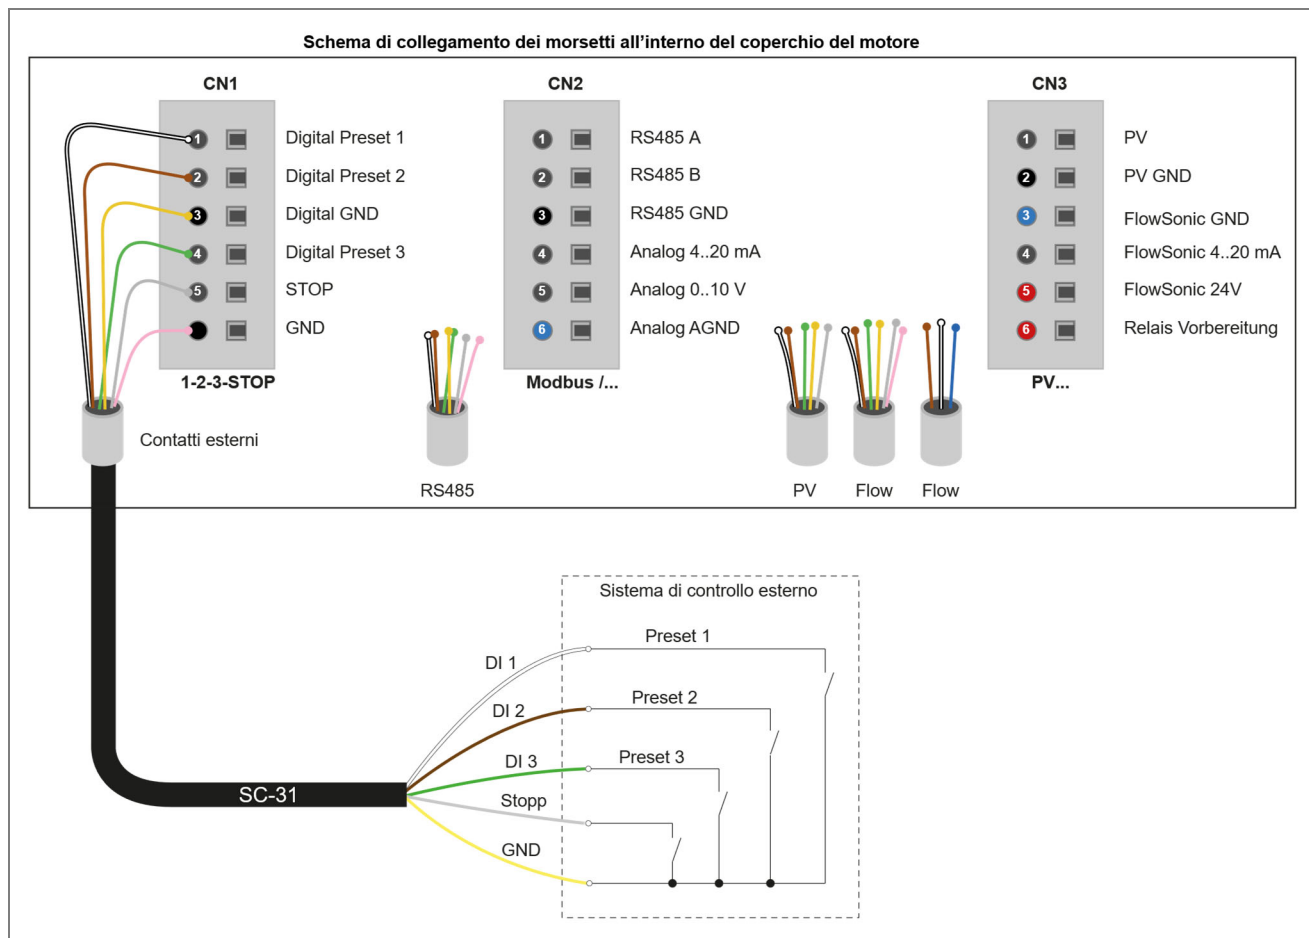 Schema di collegamento dei morsetti all'interno del coperchio del motore
CN1
CN2
CN3
1 Digital Preset 1
2 Digital Preset 2
3 Digital GND
4 Digital Preset 3
5 STOP
GND
1-2-3-STOP
Contatti esterni
1 RS485 A
2 RS485 B
3 RS485 GND
4 Analog 4..20 mA
5 Analog 0..10 V
6 Analog AGND
Modbus /...
RS485
1 PV
2 PV GND
3 FlowSonic GND
4 FlowSonic 4..20 mA
5 FlowSonic 24V
6 Relais Vorbereitung
PV...
PV
Flow
Flow
SC-31
Sistema di controllo esterno
DI 1
Preset 1
DI 2
Preset 2
DI 3
Preset 3
Stopp
GND